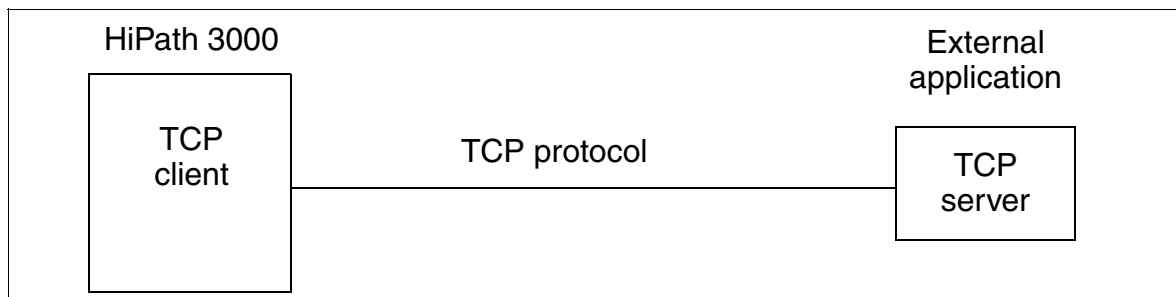 HiPath 3000
External
application
TCP
client
TCP protocol
TCP
server